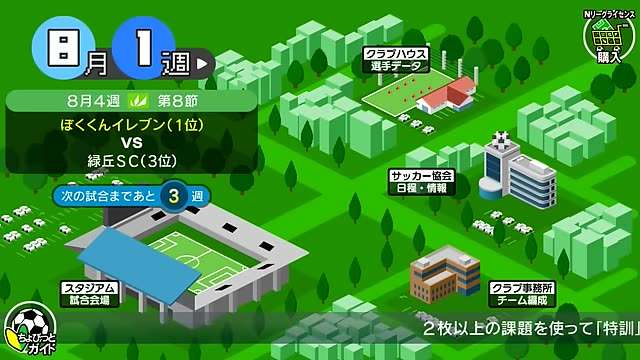 8月 1週
Nリーグライセンス
購入
クラブハウス
選手データ
8月4週 第8節
ぼくくんイレブン(1位)
VS
緑丘SC(3位)
サッカー協会
日程・情報
次の試合まであと 3 週
スタジアム
試合会場
クラブ事務所
チーム編成
ちょびっと
ガイド
2枚以上の課題を使って「特訓」